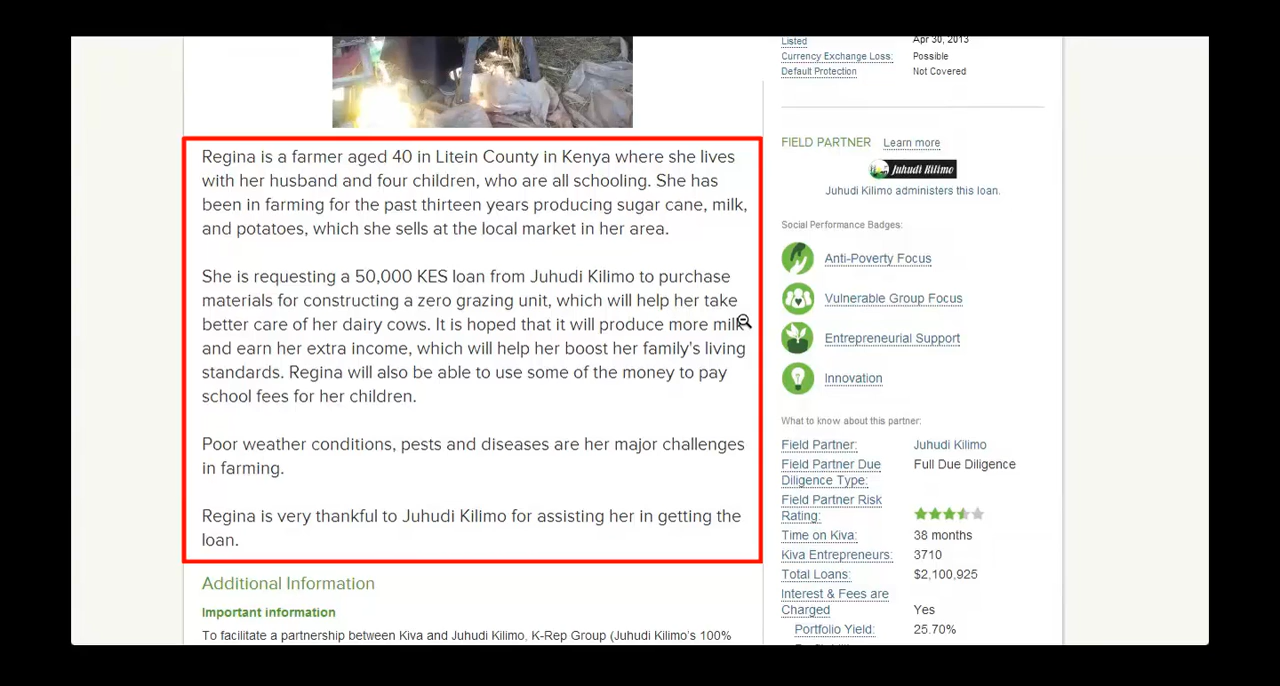 Regina is a farmer aged 40 in Litein County in Kenya where she lives
with her husband and four children, who are all schooling. She has
been in farming for the past thirteen years producing sugar cane, milk,
and potatoes, which she sells at the local market in her area.
She is requesting a 50,000 KES loan from Juhudi Kilimo to purchase
materials for constructing a zero grazing unit, which will help her take
better care of her dairy cows. It is hoped that it will produce more milk
and earn her extra income, which will help her boost her family's living
standards. Regina will also be able to use some of the money to pay
school fees for her children.
Poor weather conditions, pests and diseases are her major challenges
in farming.
Regina is very thankful to Juhudi Kilimo for assisting her in getting the
loan.
Additional Information
Important information
To facilitate a partnership between Kiva and Juhudi Kilimo, K-Rep Group (Juhudi Kilimo's 100%
Listed Apr 30, 2013
Currency Exchange Loss: Possible
Default Protection Not Covered
FIELD PARTNER Learn more
Juhudi Kilimo
Juhudi Kilimo administers this loan.
Social Performance Badges:
Anti-Poverty Focus
Vulnerable Group Focus
Entrepreneurial Support
Innovation
What to know about this partner:
Field Partner: Juhudi Kilimo
Field Partner Due Full Due Diligence
Diligence Type:
Field Partner Risk
Rating:
Time on Kiva: 38 months
Kiva Entrepreneurs: 3710
Total Loans: $2,100,925
Interest & Fees are
Charged Yes
Portfolio Yield: 25.70%